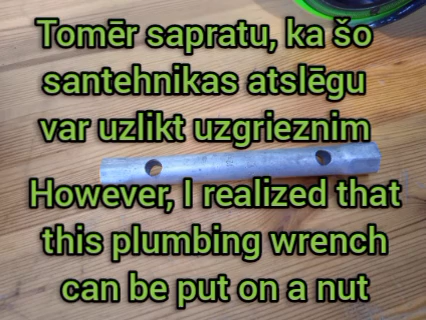 Tomēr sapratu, ka šo
santehnikas atslēgu
var uzlikt uzgrieznim
However, I realized that
this plumbing wrench
can be put on a nut